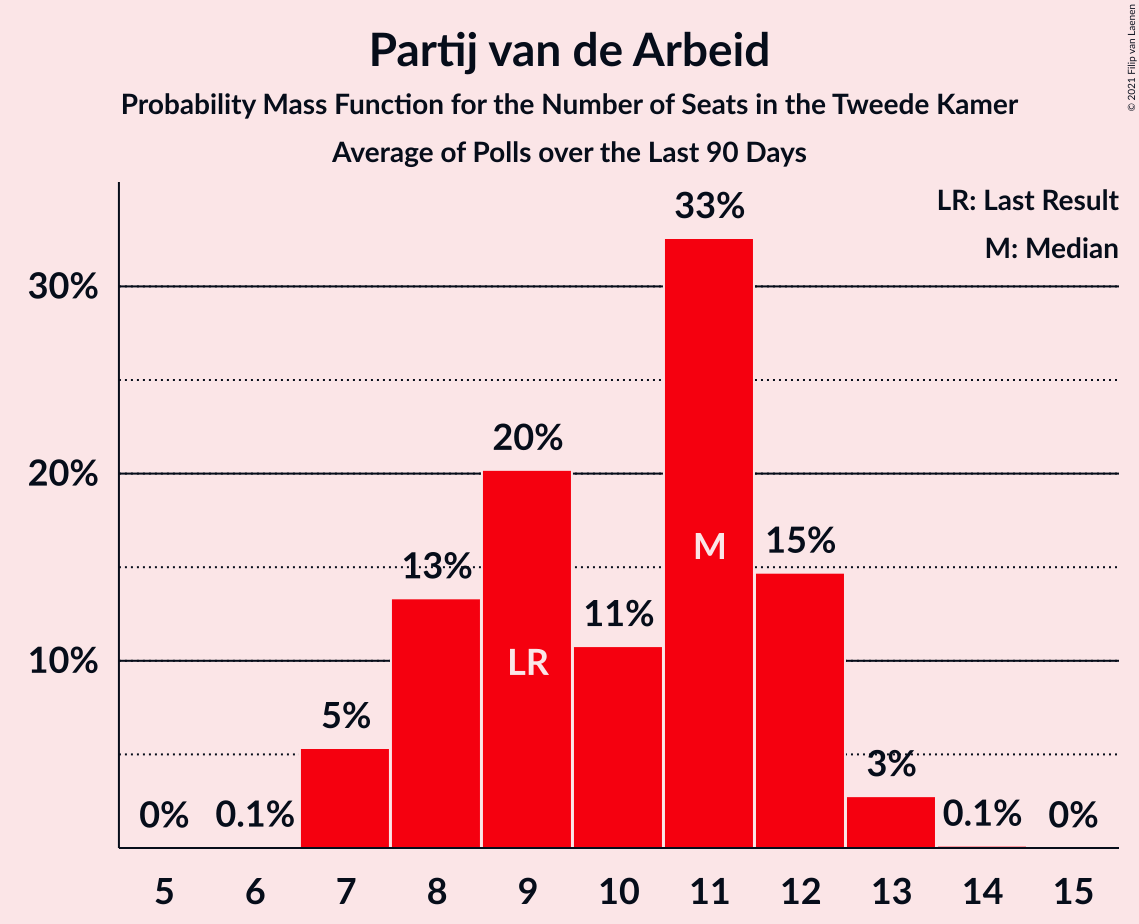 Partij van de Arbeid
Probability Mass Function for the Number of Seats in the Tweede Kamer
Average of Polls over the Last 90 Days
© 2021 Filip van Laenen
LR: Last Result
M: Median
30%
20%
10%
0%
0.1%
5%
13%
20%
11%
33%
15%
3%
0.1%
0%
LR
M
5 6 7 8 9 10 11 12 13 14 15